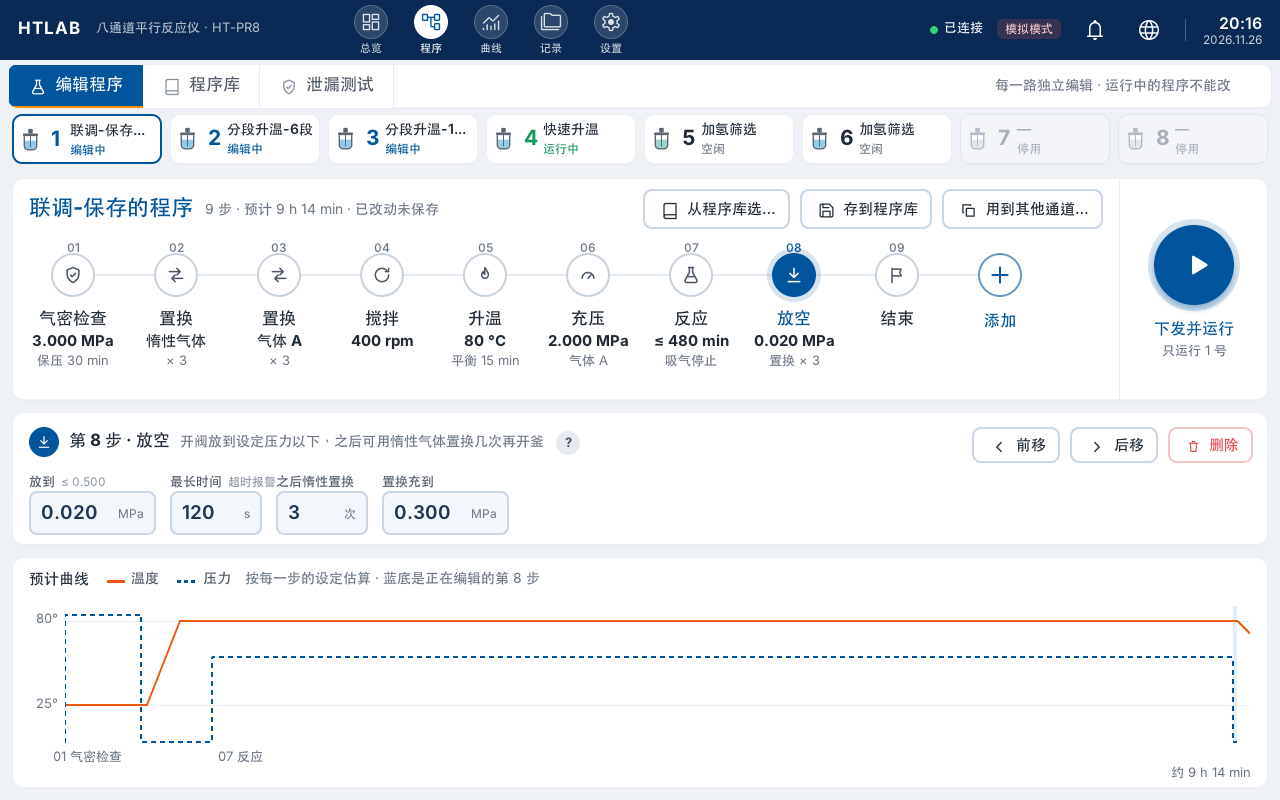 HTLAB 八通道平行反应仪 · HT-PR8
总览 程序 曲线 记录 设置
已连接 模拟模式 20:16
2026.11.26
编辑程序 程序库 泄漏测试 每一路独立编辑 · 运行中的程序不能改
1 联调-保存... 编辑中
2 分段升温-6段 编辑中
3 分段升温-1... 编辑中
4 快速升温 运行中
5 加氢筛选 空闲
6 加氢筛选 空闲
7 — 停用
8 — 停用
联调-保存的程序 9 步 · 预计 9 h 14 min · 已改动未保存
从程序库选... 存到程序库 用到其他通道...
01 02 03 04 05 06 07 08 09
气密检查 置换 置换 搅拌 升温 充压 反应 放空 结束 添加
3.000 MPa 惰性气体 气体 A 400 rpm 80 °C 2.000 MPa ≤ 480 min 0.020 MPa
保压 30 min × 3 × 3 平衡 15 min 气体 A 吸气停止 置换 × 3
下发并运行
只运行 1 号
第 8 步 · 放空 开阀放到设定压力以下，之后可用惰性气体置换几次再开釜 ?
前移 后移 删除
放到 ≤ 0.500 最长时间 超时报警 之后惰性置换 置换充到
0.020 MPa 120 s 3 次 0.300 MPa
预计曲线 温度 压力 按每一步的设定估算 · 蓝底是正在编辑的第 8 步
80°
25°
01 气密检查 07 反应
约 9 h 14 min